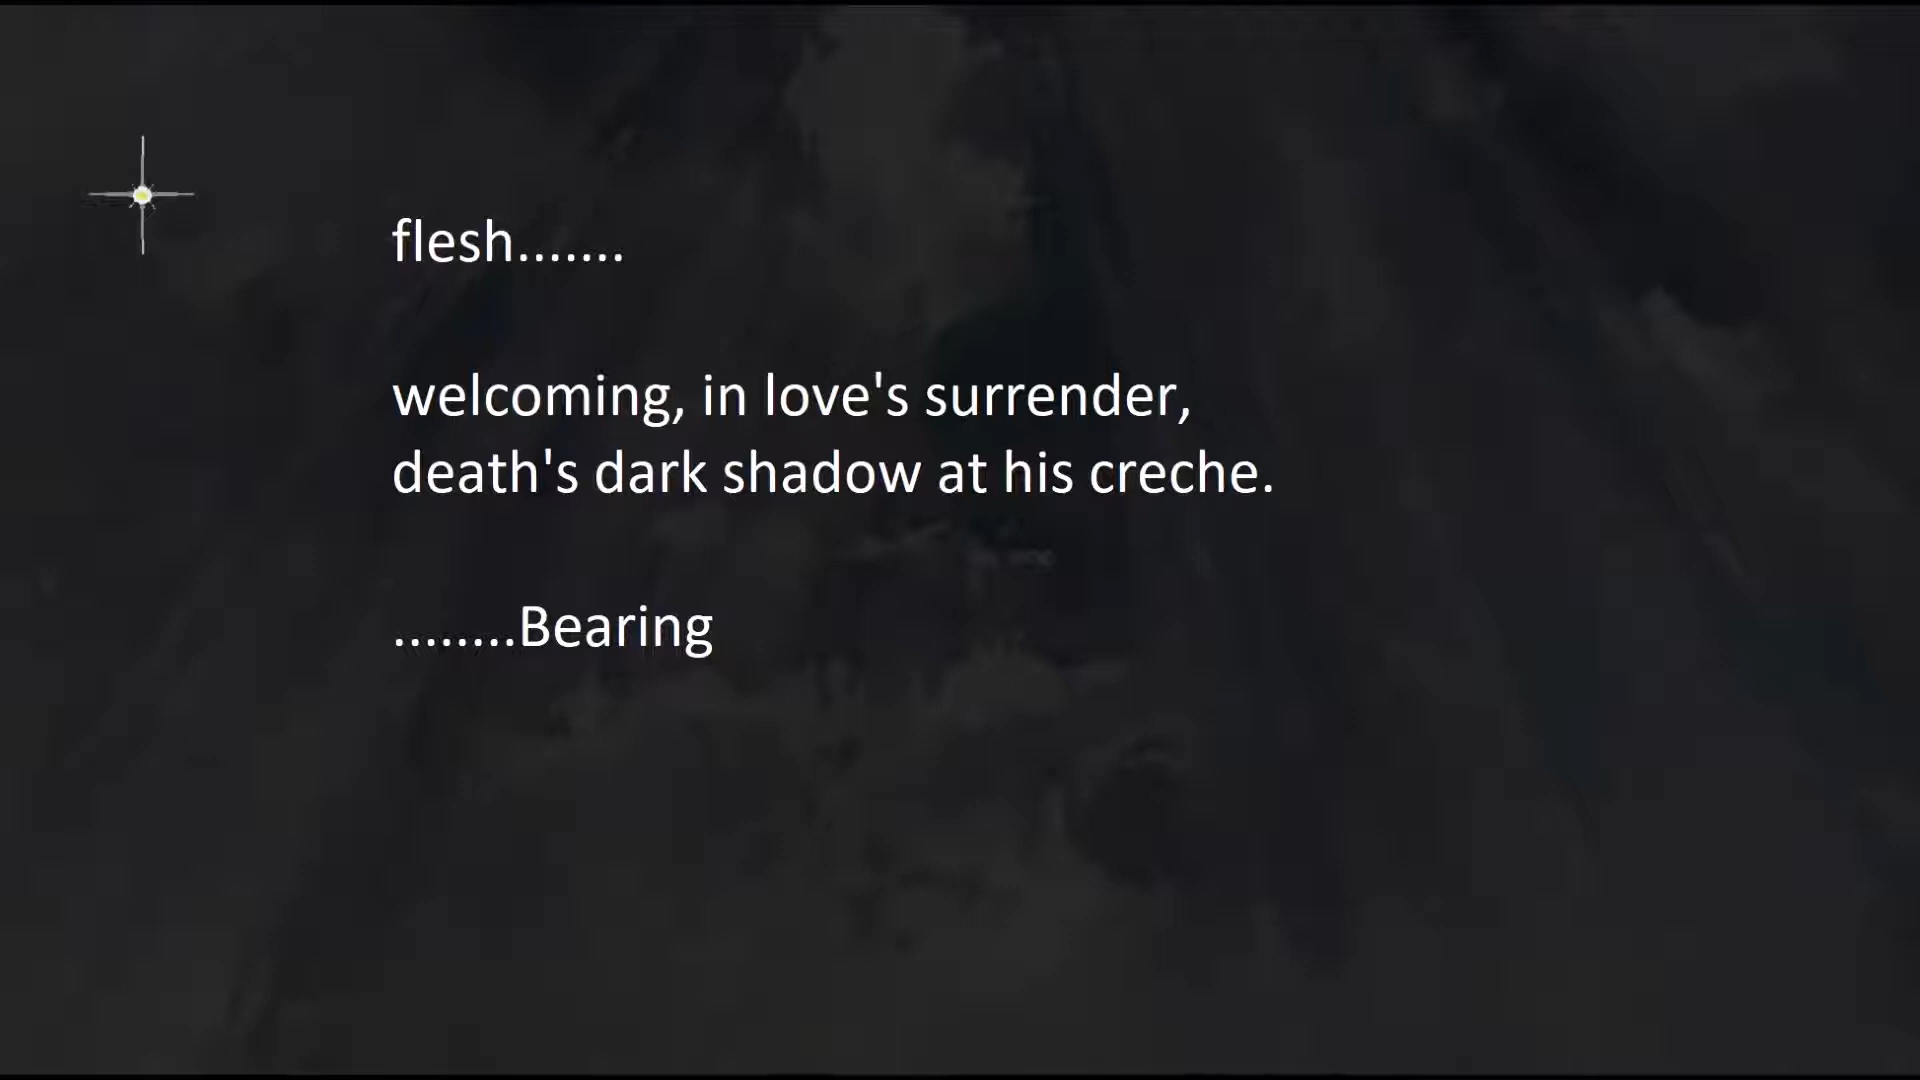 flesh.......
welcoming, in love's surrender,
death's dark shadow at his creche.
........Bearing